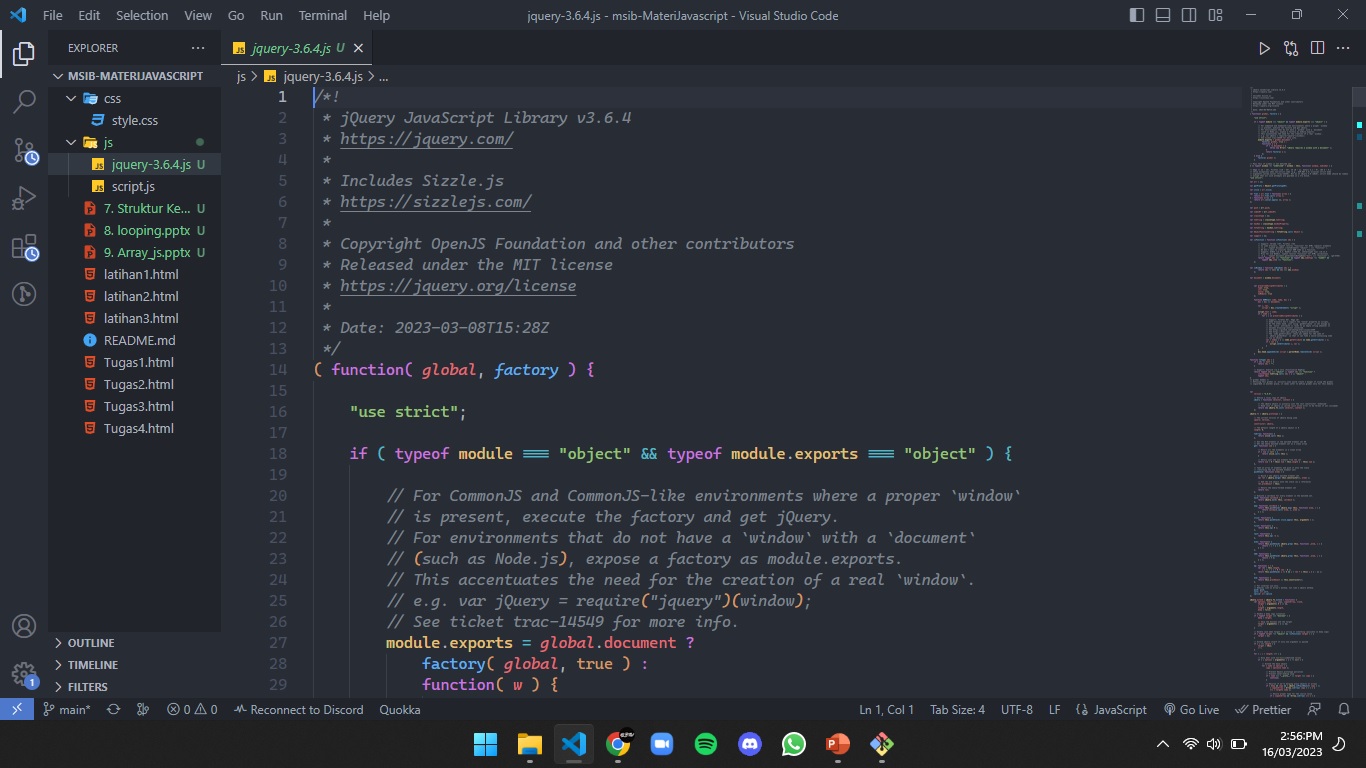 File Edit Selection View Go Run Terminal Help
jquery-3.6.4.js - msib-MateriJavascript - Visual Studio Code
EXPLORER
MSIB-MATERIJAVASCRIPT
css
style.css
js
jquery-3.6.4.js U
script.js
7. Struktur Ke... U
8. looping.pptx U
9. Array_js.pptx U
latihan1.html
latihan2.html
latihan3.html
README.md
Tugas1.html
Tugas2.html
Tugas3.html
Tugas4.html
OUTLINE
TIMELINE
FILTERS
JS jquery-3.6.4.js U
js > JS jquery-3.6.4.js > ...
1 /*!
2 * jQuery JavaScript Library v3.6.4
3 * https://jquery.com/
4 *
5 * Includes Sizzle.js
6 * https://sizzlejs.com/
7 *
8 * Copyright OpenJS Foundation and other contributors
9 * Released under the MIT license
10 * https://jquery.org/license
11 *
12 * Date: 2023-03-08T15:28Z
13 */
14 ( function( global, factory ) {
15
16 "use strict";
17
18 if ( typeof module === "object" && typeof module.exports === "object" ) {
19
20 // For CommonJS and CommonJS-like environments where a proper `window`
21 // is present, execute the factory and get jQuery.
22 // For environments that do not have a `window` with a `document`
23 // (such as Node.js), expose a factory as module.exports.
24 // This accentuates the need for the creation of a real `window`.
25 // e.g. var jQuery = require("jquery")(window);
26 // See ticket trac-14549 for more info.
27 module.exports = global.document ?
28 factory( global, true ) :
29 function( w ) {
1
main* 0 0 Reconnect to Discord Quokka
Ln 1, Col 1 Tab Size: 4 UTF-8 LF JavaScript Go Live Prettier
2:56:PM
16/03/2023